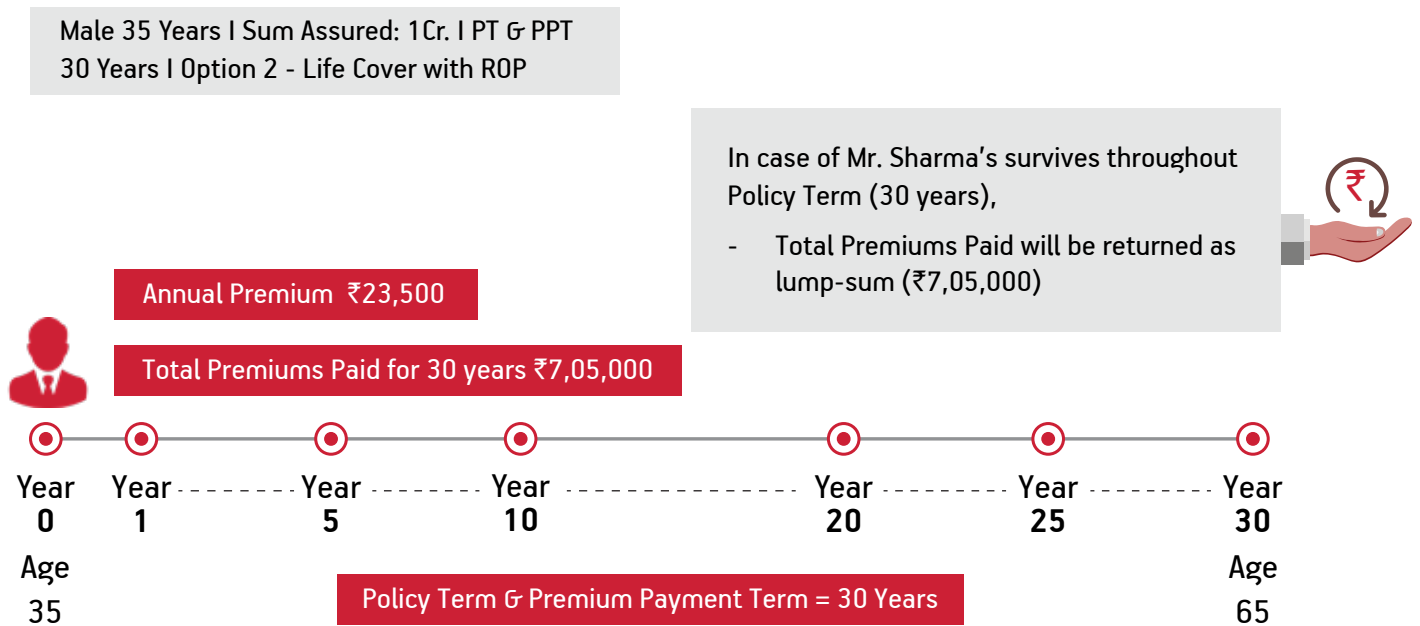 Male 35 Years I Sum Assured: 1Cr. I PT & PPT
30 Years I Option 2 - Life Cover with ROP
In case of Mr. Sharma's survives throughout
Policy Term (30 years),
- Total Premiums Paid will be returned as
lump-sum (₹7,05,000)
₹
Annual Premium ₹23,500
Total Premiums Paid for 30 years ₹7,05,000
Year Year Year Year Year Year Year
0 1 5 10 20 25 30
Age Age
35 65
Policy Term & Premium Payment Term = 30 Years